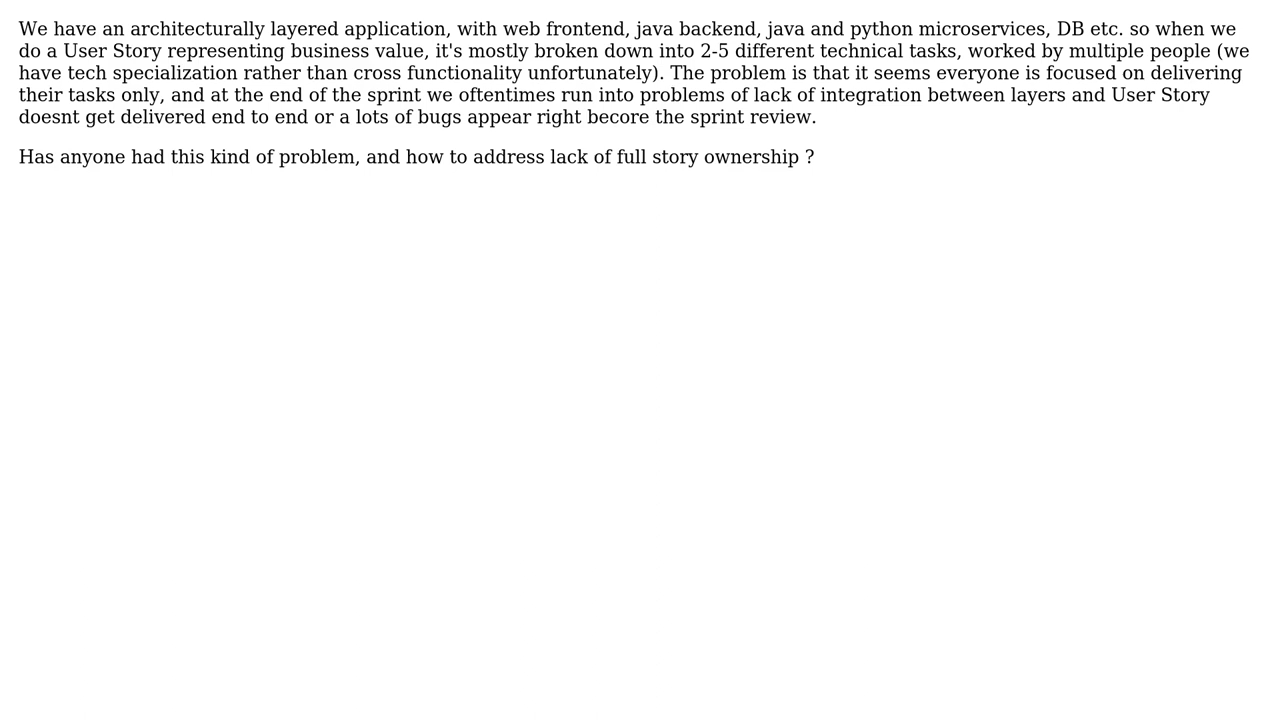 We have an architecturally layered application, with web frontend, java backend, java and python microservices, DB etc. so when we
do a User Story representing business value, it's mostly broken down into 2-5 different technical tasks, worked by multiple people (we
have tech specialization rather than cross functionality unfortunately). The problem is that it seems everyone is focused on delivering
their tasks only, and at the end of the sprint we oftentimes run into problems of lack of integration between layers and User Story
doesnt get delivered end to end or a lots of bugs appear right becore the sprint review.
Has anyone had this kind of problem, and how to address lack of full story ownership ?